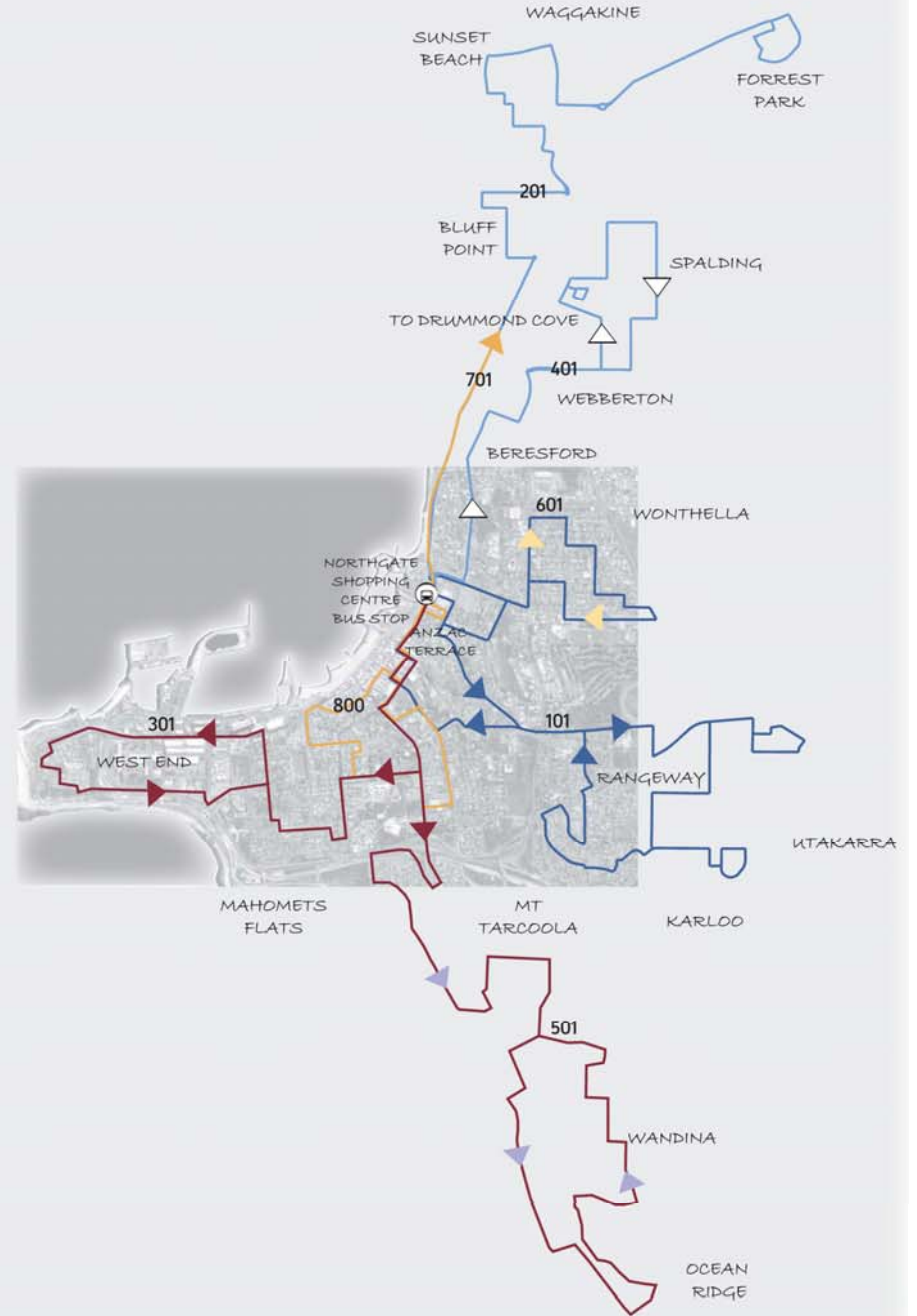 WAGGAKINE
SUNSET
BEACH
FORREST
PARK
201
BLUFF
POINT
SPALDING
TO DRUMMOND COVE
701
401
WEBBERTON
BERESFORD
601
WONTHELLA
NORTHGATE
SHOPPING
CENTRE
BUS STOP
ANZAC
TERRACE
800
301
101
WEST END
RANGEWAY
UTAKARRA
MAHOMETS
FLATS
MT
TARCOOLA
KARLOO
501
WANDINA
OCEAN
RIDGE